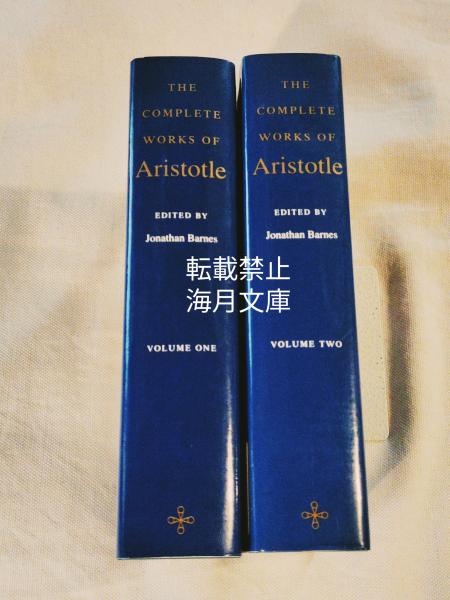 THE
COMPLETE
WORKS OF
Aristotle
EDITED BY
Jonathan Barnes
VOLUME ONE
THE
COMPLETE
WORKS OF
Aristotle
EDITED BY
Jonathan Barnes
VOLUME TWO
転載禁止
海月文庫